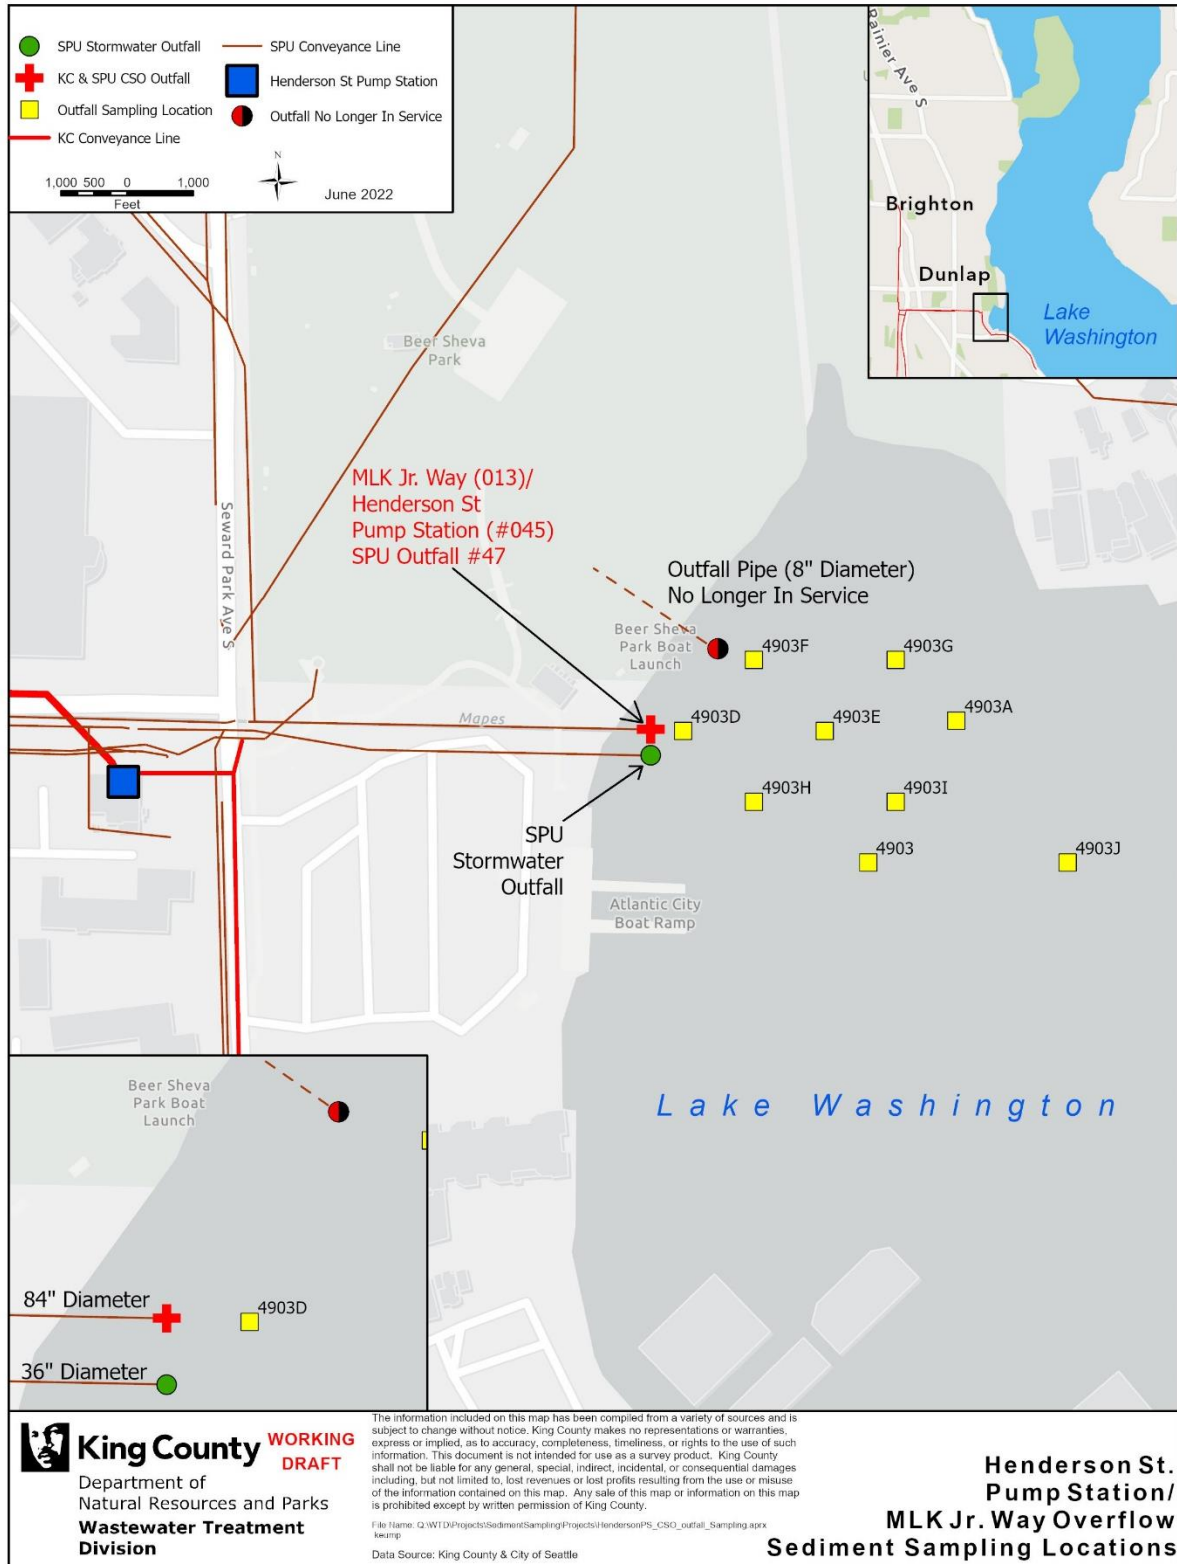 SPU Stormwater Outfall
SPU Conveyance Line
KC & SPU CSO Outfall
Henderson St Pump Station
Outfall Sampling Location
Outfall No Longer In Service
KC Conveyance Line
N
1,000 500 0 1,000
Feet
June 2022
Rainier Ave S
Brighton
Dunlap
Lake
Washington
Beer Sheva
Park
Seward Park Ave S
MLK Jr. Way (013)/
Henderson St
Pump Station (#045)
SPU Outfall #47
Outfall Pipe (8" Diameter)
No Longer In Service
Beer Sheva
Park Boat
Launch
4903F
4903G
4903A
Mapes
4903D
4903E
4903H
4903I
SPU
Stormwater
Outfall
4903
4903J
Atlantic City
Boat Ramp
Lake Washington
Beer Sheva
Park Boat
Launch
84" Diameter
4903D
36" Diameter
King County
WORKING
DRAFT
Department of
Natural Resources and Parks
Wastewater Treatment
Division
The information included on this map has been compiled from a variety of sources and is
subject to change without notice. King County makes no representations or warranties,
express or implied, as to accuracy, completeness, timeliness, or rights to the use of such
information. This document is not intended for use as a survey product. King County
shall not be liable for any general, special, indirect, incidental, or consequential damages
including, but not limited to, lost revenues or lost profits resulting from the use or misuse
of the information contained on this map. Any sale of this map or information on this map
is prohibited except by written permission of King County.
File Name: Q:\WTD\Projects\SedimentSampling\Projects\HendersonPS_CSO_outfall_Sampling.aprx
keump
Data Source: King County & City of Seattle
Henderson St.
Pump Station/
MLK Jr. Way Overflow
Sediment Sampling Locations